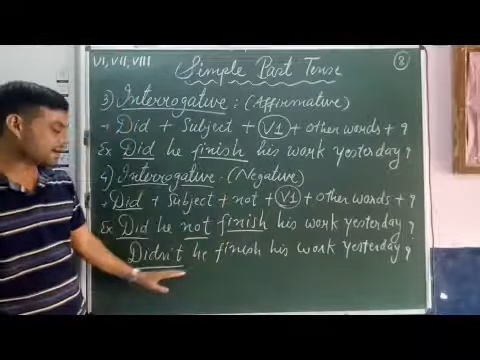 VI, VII, VIII
Simple Past Tense
8
3) Interrogative : (Affirmative)
→ Did + Subject + V1 + other words + ?
Ex Did he finish his work yesterday ?
4) Interrogative - (Negative)
→ Did + Subject + not + V1 + other words + ?
Ex Did he not finish his work yesterday ?
Didn't he finish his work yesterday ?